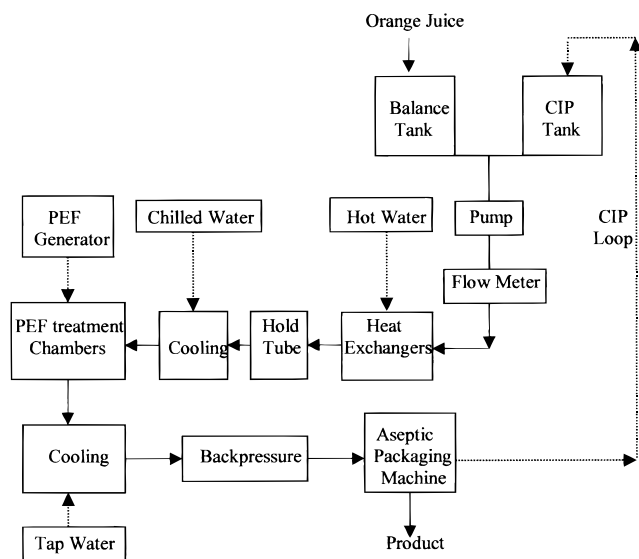 Orange Juice
Balance
Tank
CIP
Tank
PEF
Generator
Chilled Water
Hot Water
Pump
CIP
Loop
Flow Meter
PEF treatment
Chambers
Cooling
Hold
Tube
Heat
Exchangers
Cooling
Backpressure
Aseptic
Packaging
Machine
Tap Water
Product